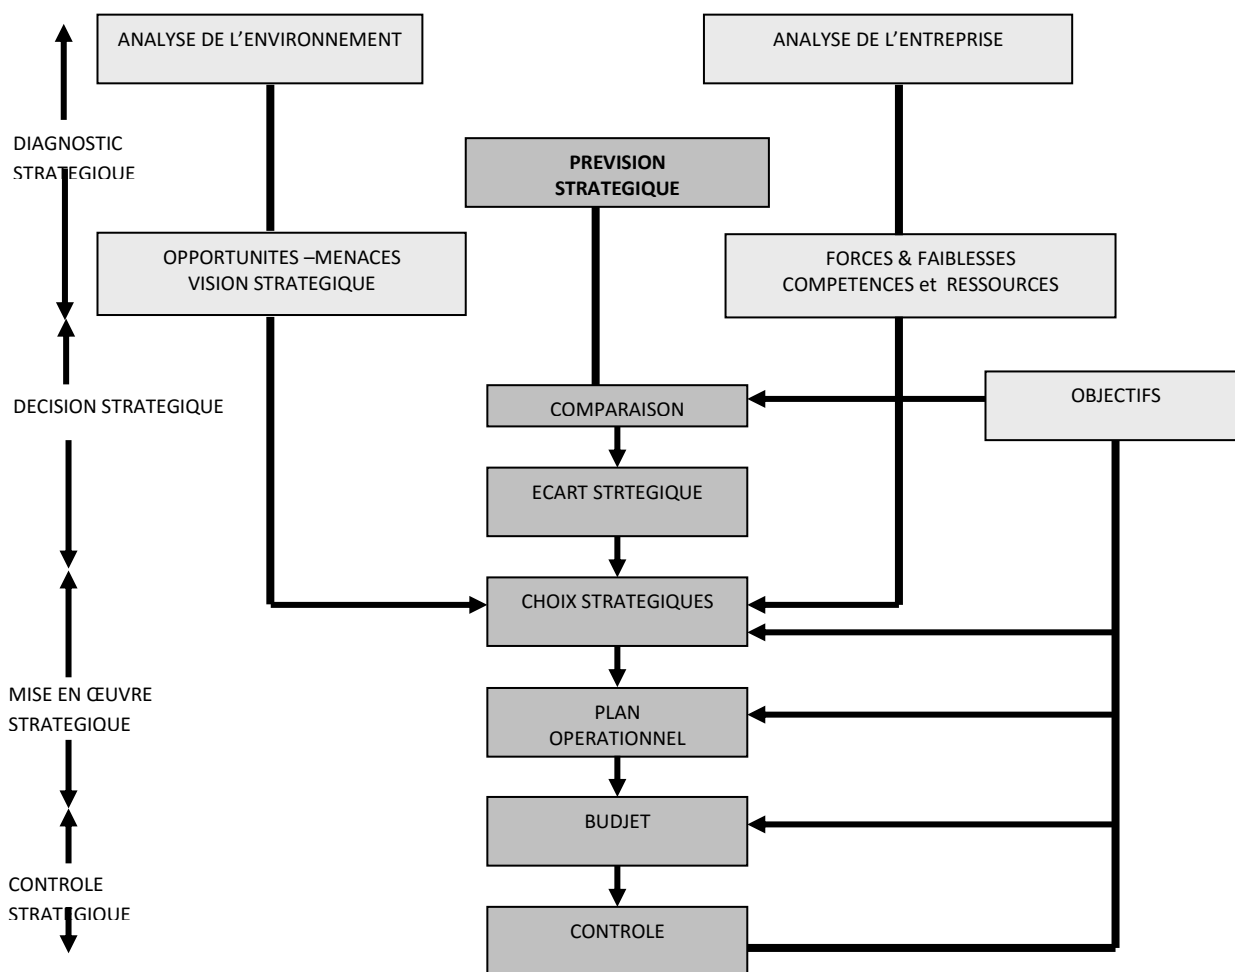 ANALYSE DE L’ENVIRONNEMENT
ANALYSE DE L’ENTREPRISE
DIAGNOSTIC
STRATEGIQUE
PREVISION
STRATEGIQUE
OPPORTUNITES –MENACES
VISION STRATEGIQUE
FORCES & FAIBLESSES
COMPETENCES et RESSOURCES
DECISION STRATEGIQUE
COMPARAISON
OBJECTIFS
ECART STRTEGIQUE
CHOIX STRATEGIQUES
MISE EN ŒUVRE
STRATEGIQUE
PLAN
OPERATIONNEL
BUDJET
CONTROLE
STRATEGIQUE
CONTROLE